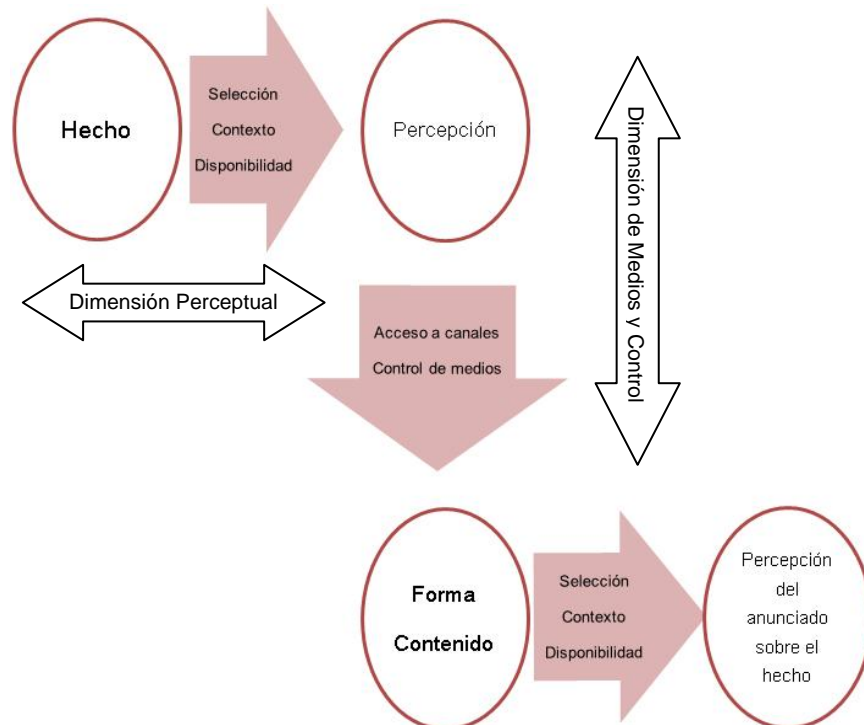 Hecho
Selección
Contexto
Disponibilidad
Percepción
Dimensión de Medios y Control
Dimensión Perceptual
Acceso a canales
Control de medios
Forma
Contenido
Selección
Contexto
Disponibilidad
Percepción
del
anunciado
sobre el
hecho